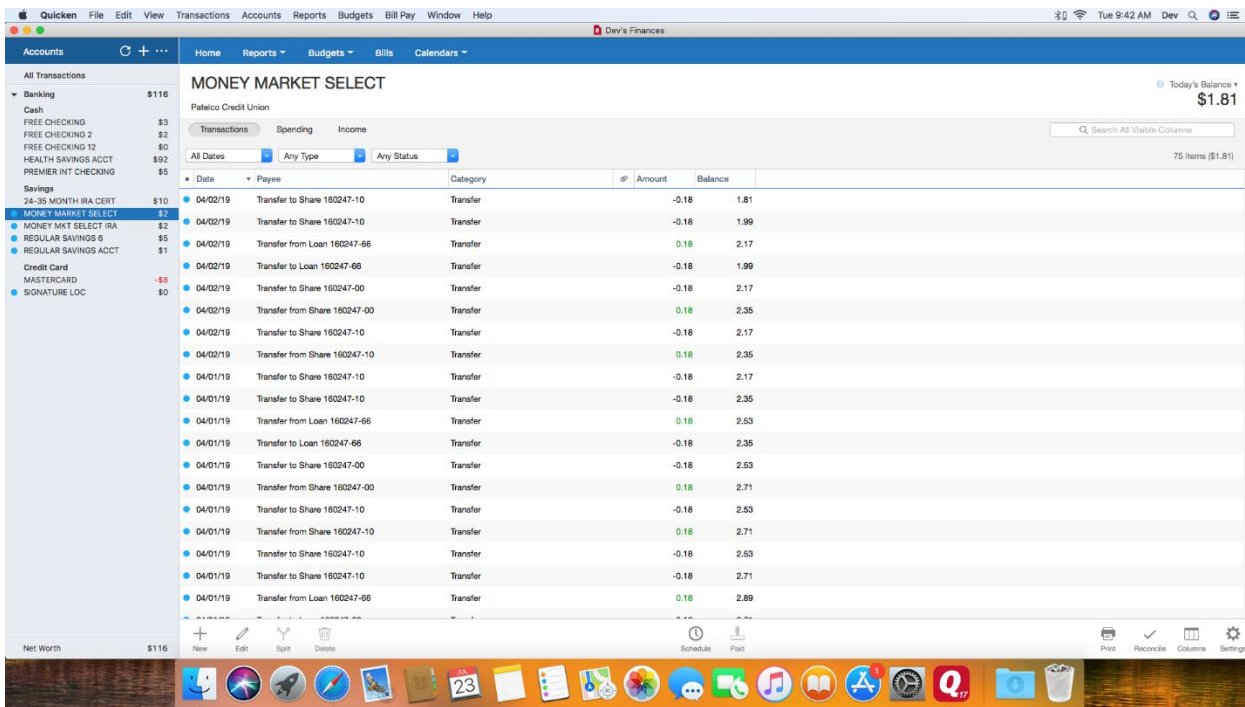 Quicken File Edit View Transactions Accounts Reports Budgets Bill Pay Window Help Tue 9:42 AM Dev
Dev's Finances
Accounts Home Reports Budgets Bills Calendars
All Transactions
Banking $116
Cash
FREE CHECKING $3
FREE CHECKING 2 $2
FREE CHECKING 12 $0
HEALTH SAVINGS ACCT $92
PREMIER INT CHECKING $5
Savings
24-35 MONTH IRA CERT $10
MONEY MARKET SELECT $2
MONEY MKT SELECT IRA $2
REGULAR SAVINGS 6 $5
REGULAR SAVINGS ACCT $1
Credit Card
MASTERCARD -$8
SIGNATURE LOC $0
Net Worth $116
MONEY MARKET SELECT
Patelco Credit Union
Today's Balance
$1.81
Transactions Spending Income
Search All Visible Columns
All Dates Any Type Any Status
75 items ($1.81)
Date Payee Category Amount Balance
04/02/19 Transfer to Share 160247-10 Transfer -0.18 1.81
04/02/19 Transfer to Share 160247-10 Transfer -0.18 1.99
04/02/19 Transfer from Loan 160247-66 Transfer 0.18 2.17
04/02/19 Transfer to Loan 160247-66 Transfer -0.18 1.99
04/02/19 Transfer to Share 160247-00 Transfer -0.18 2.17
04/02/19 Transfer from Share 160247-00 Transfer 0.18 2.35
04/02/19 Transfer to Share 160247-10 Transfer -0.18 2.17
04/02/19 Transfer from Share 160247-10 Transfer 0.18 2.35
04/01/19 Transfer to Share 160247-10 Transfer -0.18 2.17
04/01/19 Transfer to Share 160247-10 Transfer -0.18 2.35
04/01/19 Transfer from Loan 160247-66 Transfer 0.18 2.53
04/01/19 Transfer to Loan 160247-66 Transfer -0.18 2.35
04/01/19 Transfer to Share 160247-00 Transfer -0.18 2.53
04/01/19 Transfer from Share 160247-00 Transfer 0.18 2.71
04/01/19 Transfer to Share 160247-10 Transfer -0.18 2.53
04/01/19 Transfer from Share 160247-10 Transfer 0.18 2.71
04/01/19 Transfer to Share 160247-10 Transfer -0.18 2.53
04/01/19 Transfer to Share 160247-10 Transfer -0.18 2.71
04/01/19 Transfer from Loan 160247-66 Transfer 0.18 2.89
New Edit Split Delete Schedule Paid Print Reconcile Columns Settings
JUL
23
1
Q17